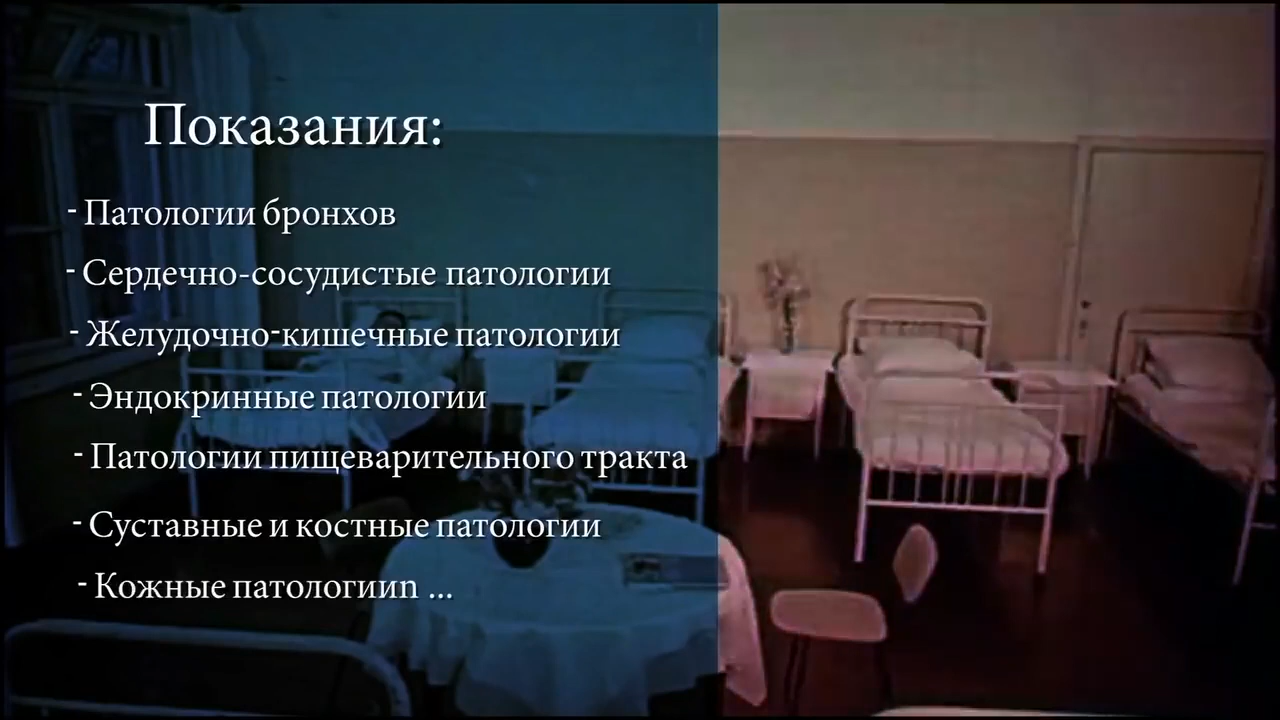 Показания:
- Патологии бронхов
- Сердечно-сосудистые патологии
- Желудочно-кишечные патологии
- Эндокринные патологии
- Патологии пищеварительного тракта
- Суставные и костные патологии
- Кожные патологииn ...